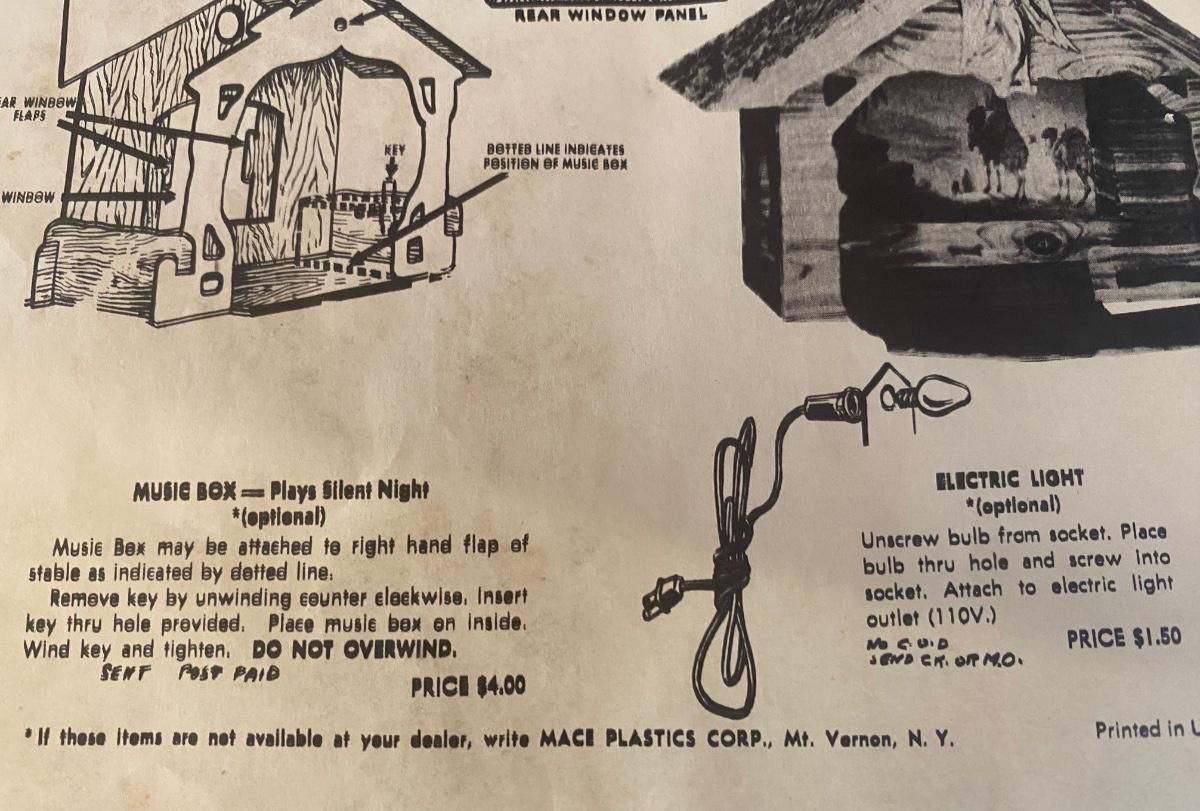 REAR WINDOW PANEL
AR WINDOW
FLAPS
WINDOW
KEY
DOTTED LINE INDICATES
POSITION OF MUSIC BOX
MUSIC BOX — Plays Silent Night
*(optional)
Music Box may be attached to right hand flap of
stable as indicated by dotted line.
Remove key by unwinding counter clockwise. Insert
key thru hole provided. Place music box on inside.
Wind key and tighten. DO NOT OVERWIND.
SENT POST PAID
PRICE $4.00
ELECTRIC LIGHT
*(optional)
Unscrew bulb from socket. Place
bulb thru hole and screw into
socket. Attach to electric light
outlet (110V.)
NO C.O.D
SEND CK. OR M.O.
PRICE $1.50
*If these items are not available at your dealer, write MACE PLASTICS CORP., Mt. Vernon, N. Y.
Printed in U